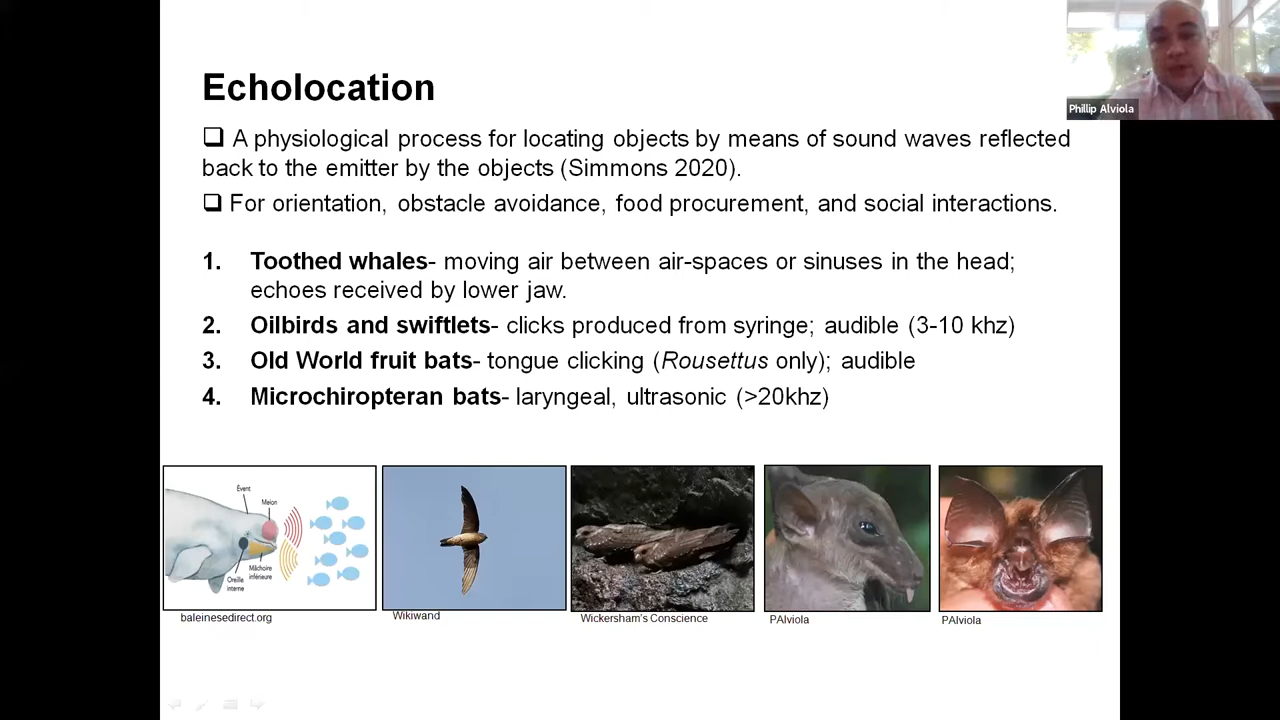 Echolocation
Phillip Alviola
❑ A physiological process for locating objects by means of sound waves reflected
back to the emitter by the objects (Simmons 2020).
❑ For orientation, obstacle avoidance, food procurement, and social interactions.
1. Toothed whales- moving air between air-spaces or sinuses in the head;
echoes received by lower jaw.
2. Oilbirds and swiftlets- clicks produced from syringe; audible (3-10 khz)
3. Old World fruit bats- tongue clicking (Rousettus only); audible
4. Microchiropteran bats- laryngeal, ultrasonic (>20khz)
Évent
Melon
Mâchoire
inférieure
Oreille
interne
baleinesedirect.org
Wikiwand
Wickersham's Conscience
PAlviola
PAlviola